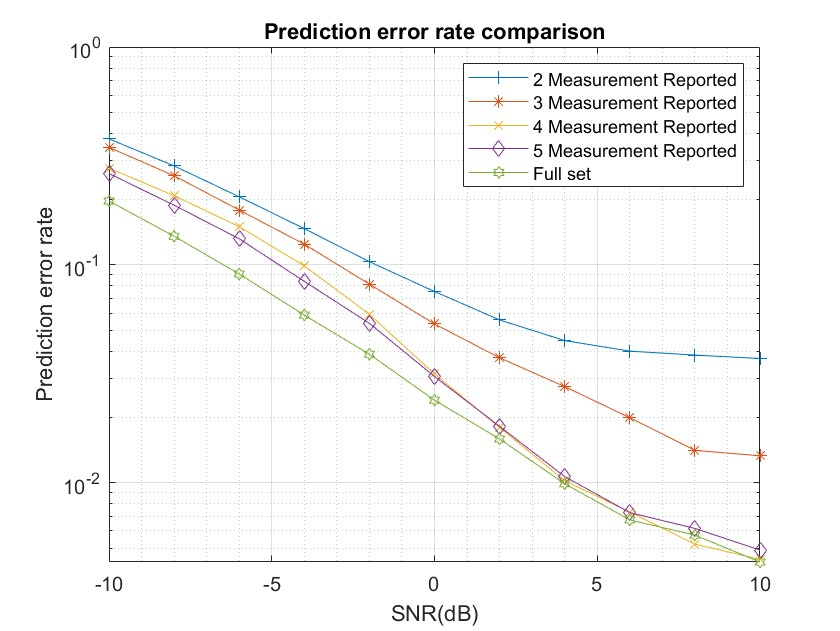 Prediction error rate comparison
10^0
10^-1
10^-2
Prediction error rate
2 Measurement Reported
3 Measurement Reported
4 Measurement Reported
5 Measurement Reported
Full set
-10 -5 0 5 10
SNR(dB)